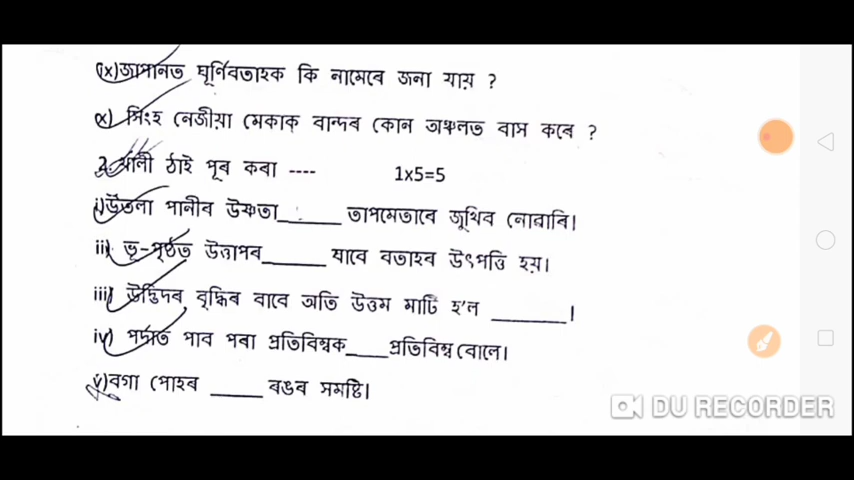 ix)জাপানত ঘূৰ্ণিবতাহক কি নামেৰে জনা যায় ?
x) সিংহ নেজীয়া মেকাক্ বান্দৰ কোন অঞ্চলত বাস কৰে ?
2. খালী ঠাই পূৰ কৰা ---- 1x5=5
i)উতলা পানীৰ উষ্ণতা______ তাপমেতাৰে জুখিব নোৱাৰি।
ii) ভূ-পৃষ্ঠত উত্তাপৰ______ যাবে বতাহৰ উৎপত্তি হয়।
iii) উদ্ভিদৰ বৃদ্ধিৰ বাবে অতি উত্তম মাটি হ'ল _______।
iv) পৰ্দাত পাব পৰা প্ৰতিবিম্বক____প্ৰতিবিম্ব বোলে।
v)বগা পোহৰ _____ ৰঙৰ সমষ্টি।
DU RECORDER